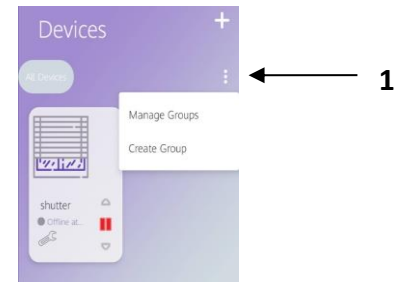 Devices
+
All Devices
1
Manage Groups
Create Group
shutter
Offline at...